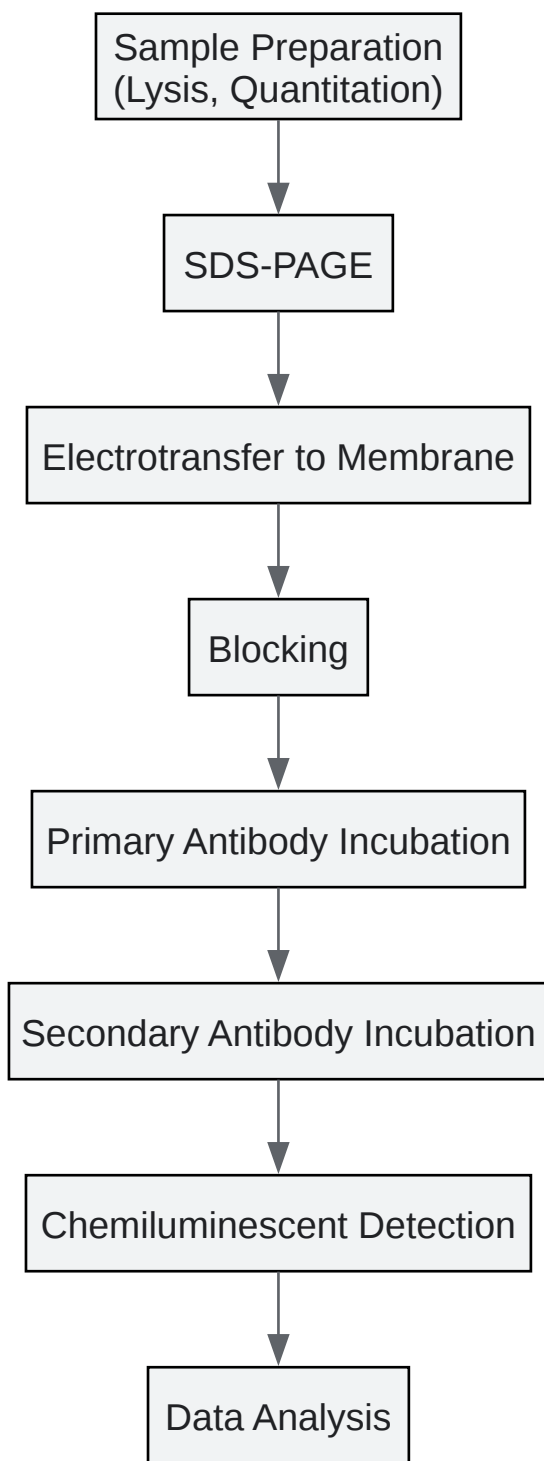 Sample Preparation
(Lysis, Quantitation)
SDS-PAGE
Electrotransfer to Membrane
Blocking
Primary Antibody Incubation
Secondary Antibody Incubation
Chemiluminescent Detection
Data Analysis